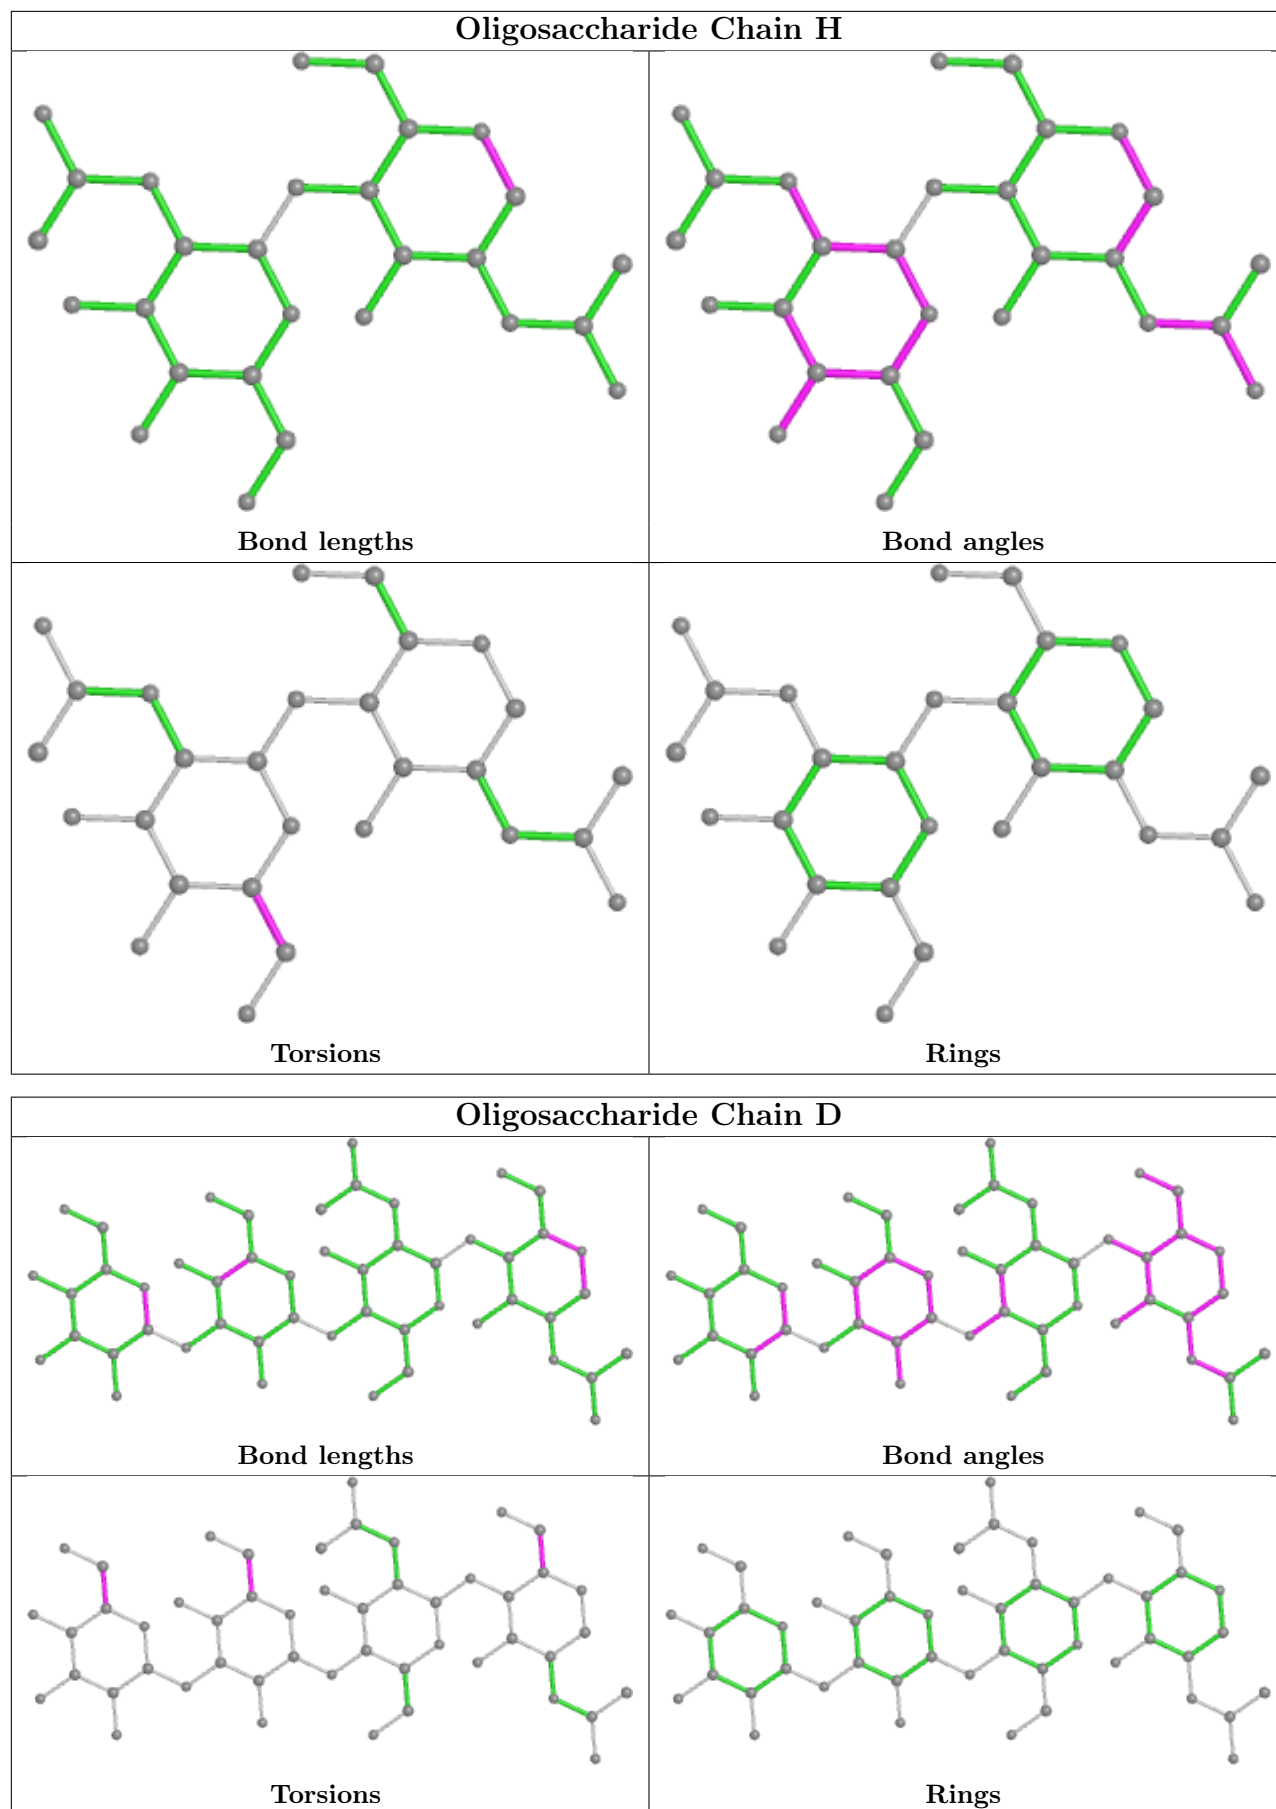 Oligosaccharide Chain H
Bond lengths
Bond angles
Torsions
Rings
Oligosaccharide Chain D
Bond lengths
Bond angles
Torsions
Rings